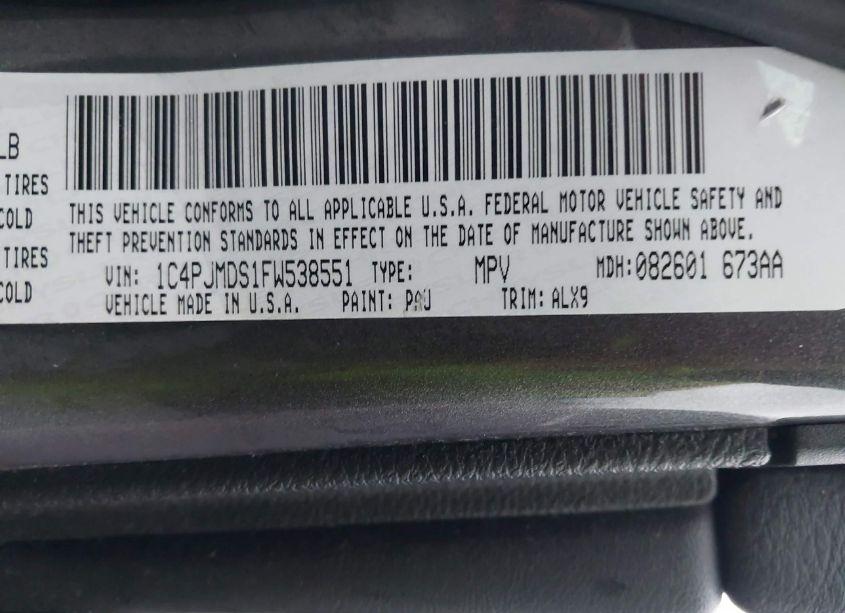 LB
TIRES
COLD
TIRES
COLD
THIS VEHICLE CONFORMS TO ALL APPLICABLE U.S.A. FEDERAL MOTOR VEHICLE SAFETY AND
THEFT PREVENTION STANDARDS IN EFFECT ON THE DATE OF MANUFACTURE SHOWN ABOVE.
VIN: 1C4PJMDS1FW538551 TYPE: MPV MDH:082601 673AA
VEHICLE MADE IN U.S.A. PAINT: PAU TRIM: ALX9